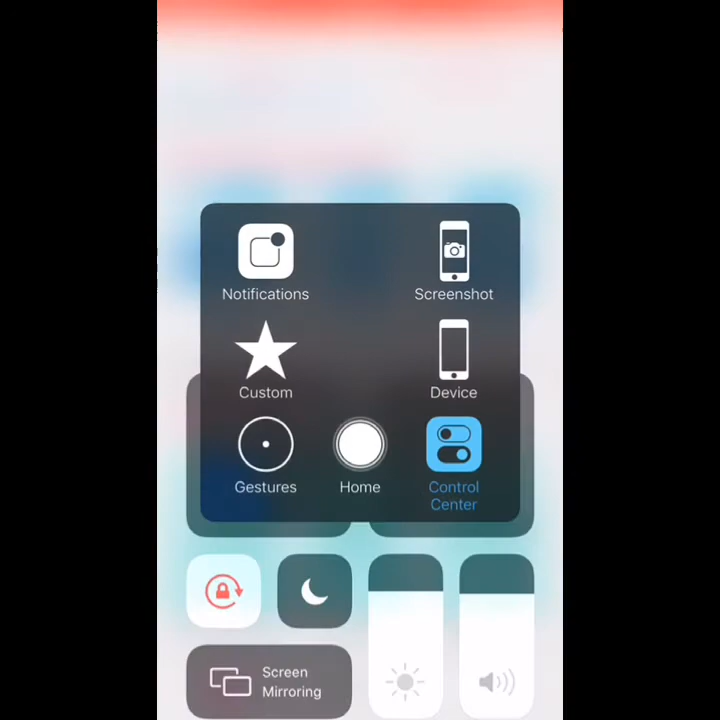 Notifications
Screenshot
Custom
Device
Gestures
Home
Control
Center
Screen
Mirroring